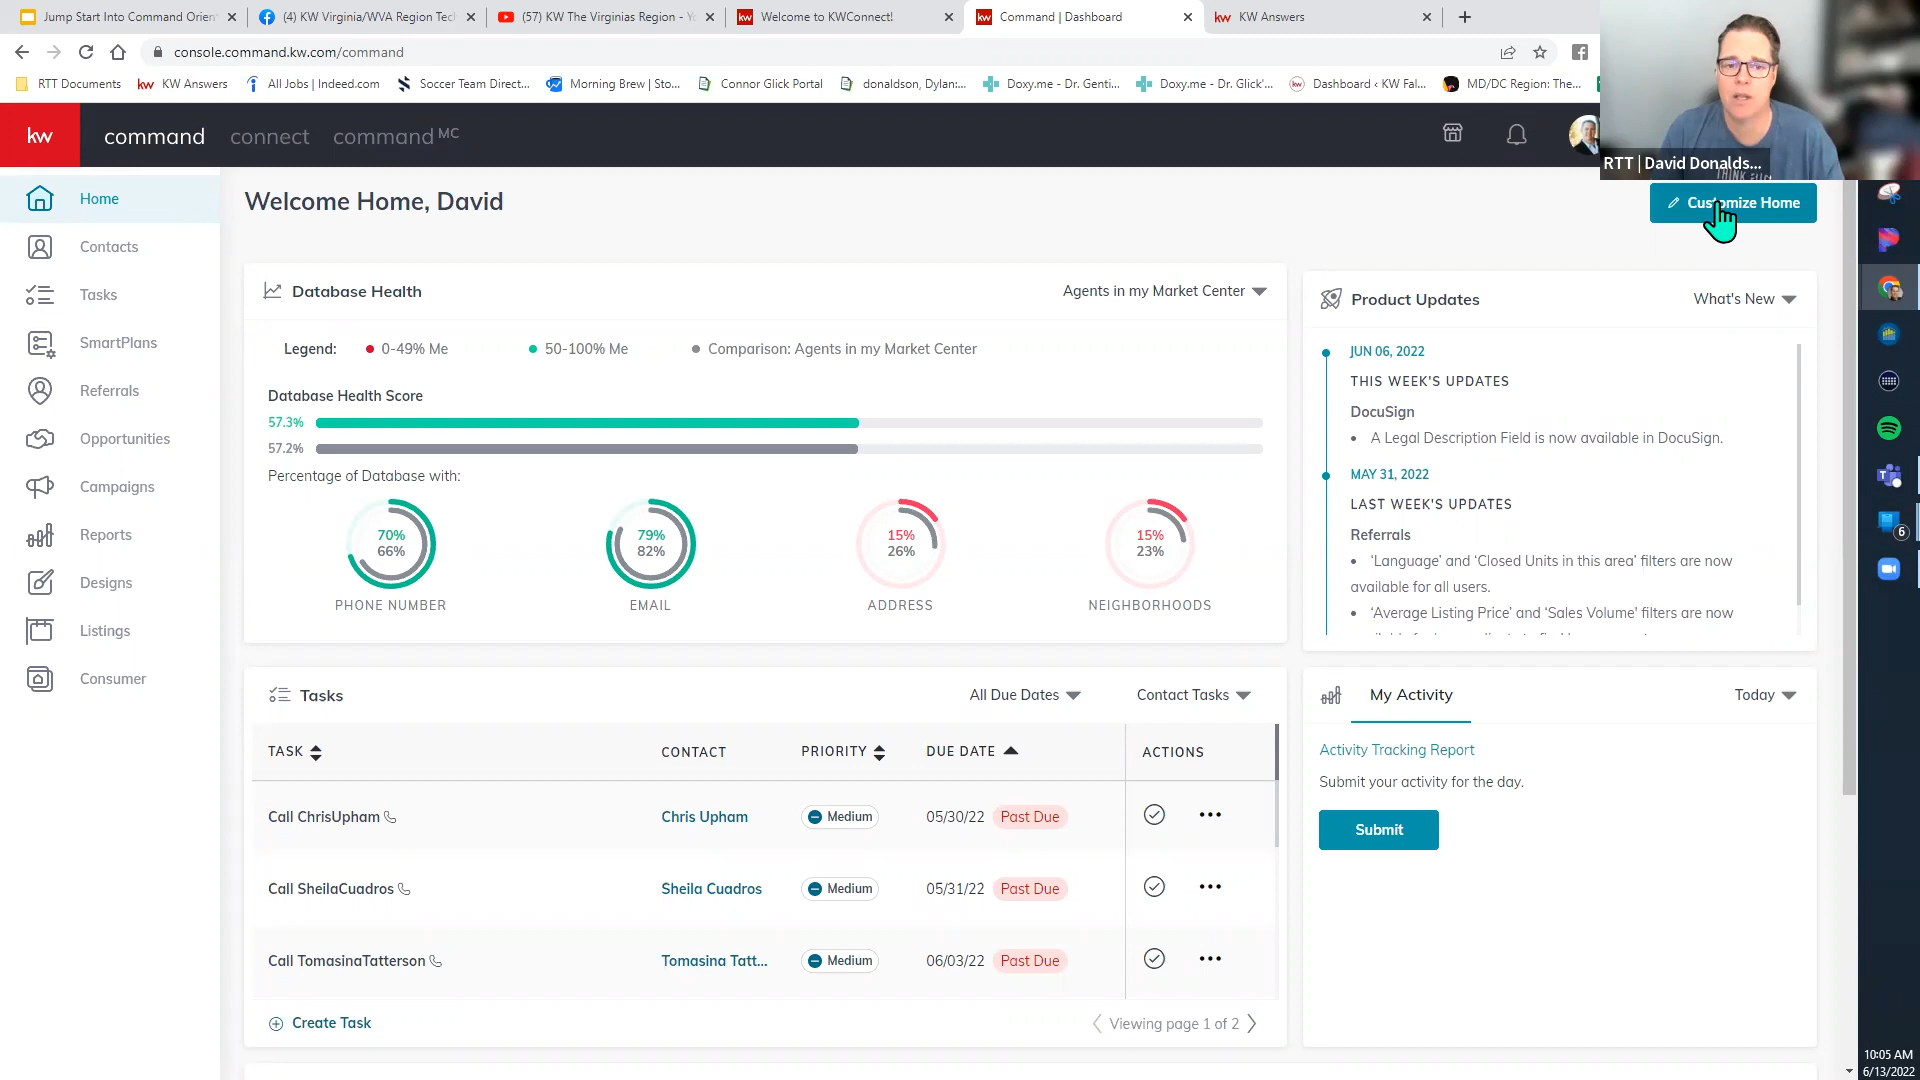 Jump Start Into Command Orien
(4) KW Virginia/WVA Region Tec
(57) KW The Virginias Region - Yo
kw Welcome to KWConnect!
kw Command | Dashboard
kw KW Answers
console.command.kw.com/command
RTT Documents
kw KW Answers
All Jobs | Indeed.com
Soccer Team Direct...
Morning Brew | Sto...
Connor Glick Portal
donaldson, Dylan:...
Doxy.me - Dr. Genti...
Doxy.me - Dr. Glick'...
Dashboard ‹ KW Fal...
MD/DC Region: The...
kw command connect command MC
RTT | David Donalds...
Home
Contacts
Tasks
SmartPlans
Referrals
Opportunities
Campaigns
Reports
Designs
Listings
Consumer
Welcome Home, David
Customize Home
Database Health
Agents in my Market Center
Legend: 0-49% Me 50-100% Me Comparison: Agents in my Market Center
Database Health Score
57.3%
57.2%
Percentage of Database with:
70%
66%
PHONE NUMBER
79%
82%
EMAIL
15%
26%
ADDRESS
15%
23%
NEIGHBORHOODS
Product Updates
What's New
JUN 06, 2022
THIS WEEK'S UPDATES
DocuSign
• A Legal Description Field is now available in DocuSign.
MAY 31, 2022
LAST WEEK'S UPDATES
Referrals
• ‘Language’ and ‘Closed Units in this area’ filters are now
available for all users.
• ‘Average Listing Price’ and ‘Sales Volume’ filters are now
Tasks
All Due Dates
Contact Tasks
TASK CONTACT PRIORITY DUE DATE ACTIONS
Call ChrisUpham Chris Upham Medium 05/30/22 Past Due
Call SheilaCuadros Sheila Cuadros Medium 05/31/22 Past Due
Call TomasinaTatterson Tomasina Tatt... Medium 06/03/22 Past Due
Create Task
Viewing page 1 of 2
My Activity
Today
Activity Tracking Report
Submit your activity for the day.
Submit
6
10:05 AM
6/13/2022